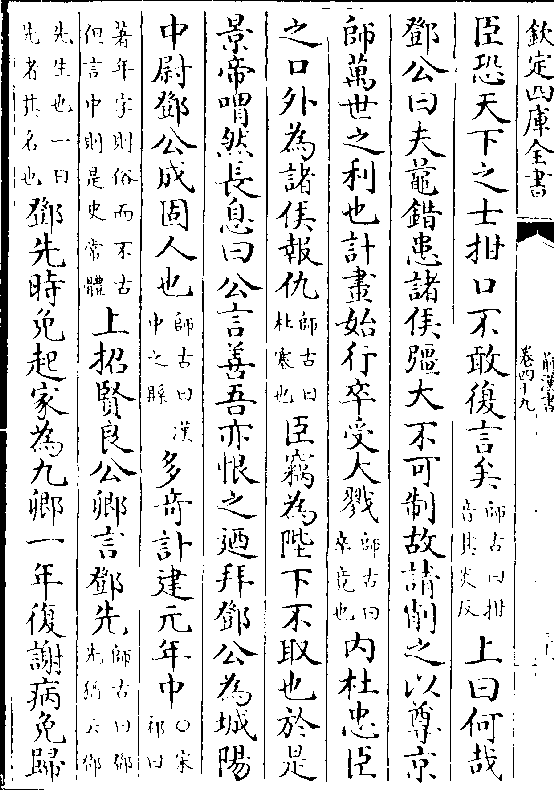 欽定四庫全書
前漢書
卷四十九
臣恐天下之士拑口不敢復言矣師古曰拑音其炎反上曰何哉
鄧公曰夫鼂錯患諸侯彊大不可制故請削之以尊京
師萬世之利也計畫始行卒受大戮師古曰卒竟也内杜忠臣
之口外為諸侯報仇師古曰杜塞也臣竊為陛下不取也於是
景帝喟然長息曰公言善吾亦恨之迺拜鄧公為城陽
中尉鄧公成固人也師古曰漢中之縣多奇計建元年中○宋祁曰
著年字則俗而不古但言中則是史常體上招賢良公卿言鄧先師古曰鄧先猶云鄧
先生也一曰先者其名也鄧先時免起家為九卿一年復謝病免歸